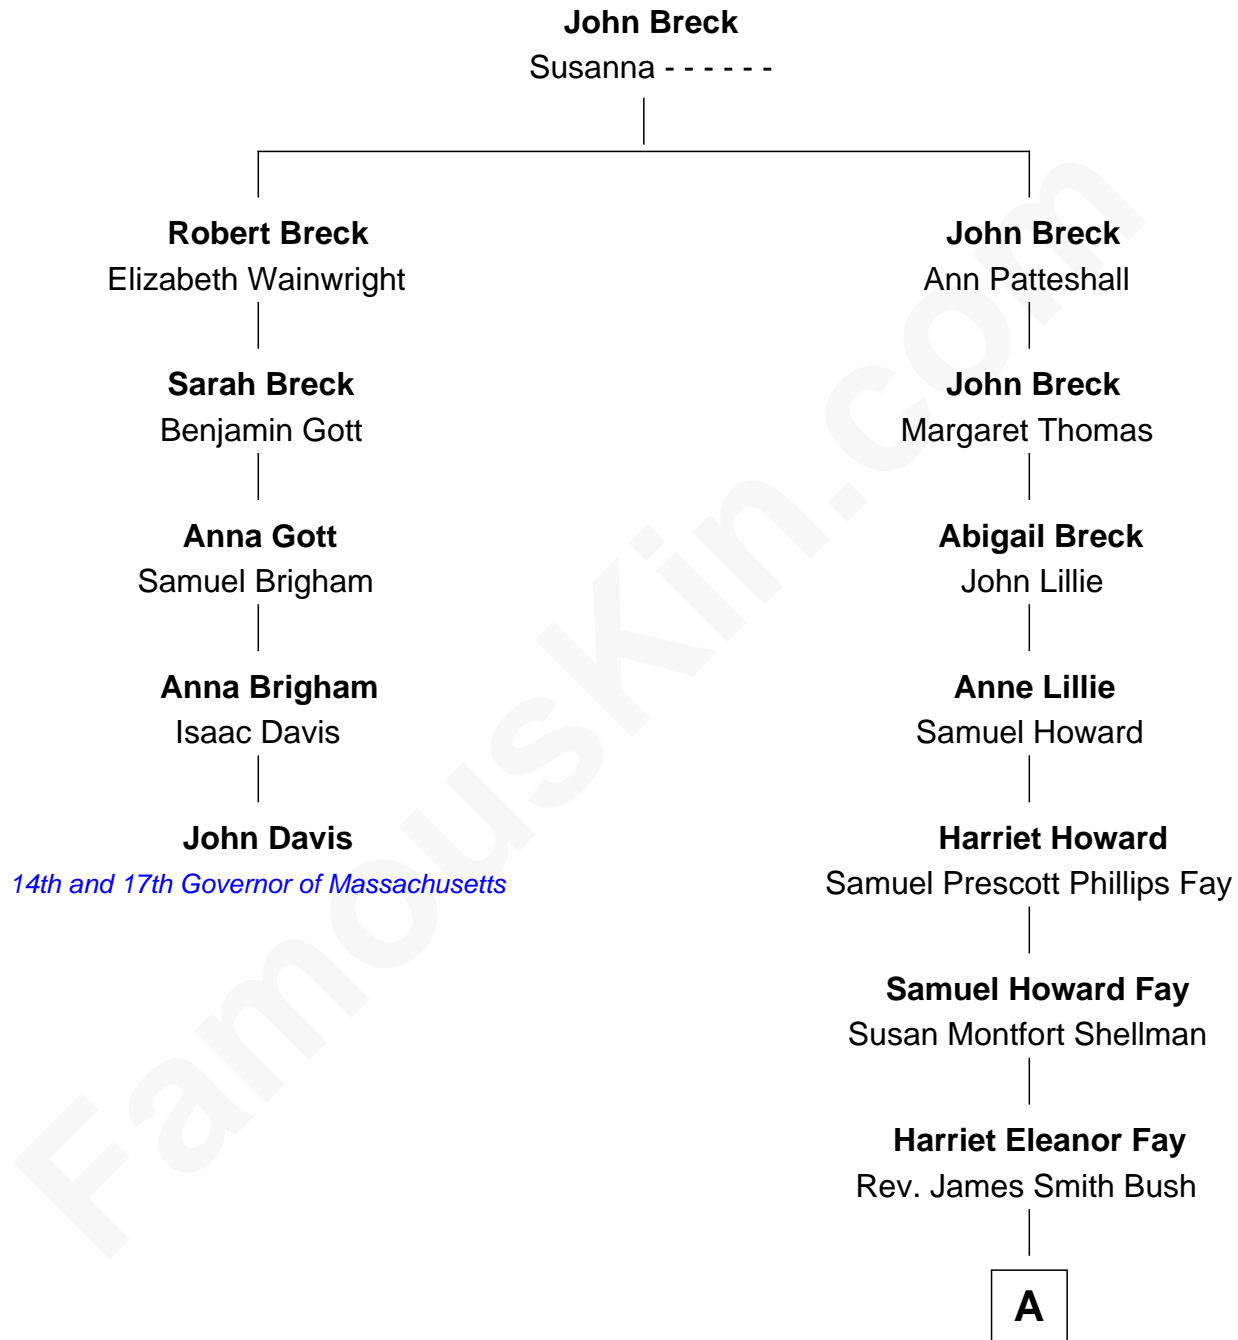 John Breck
Susanna - - - - - -
Robert Breck
Elizabeth Wainwright
Sarah Breck
Benjamin Gott
Anna Gott
Samuel Brigham
Anna Brigham
Isaac Davis
John Davis
14th and 17th Governor of Massachusetts
John Breck
Ann Patteshall
John Breck
Margaret Thomas
Abigail Breck
John Lillie
Anne Lillie
Samuel Howard
Harriet Howard
Samuel Prescott Phillips Fay
Samuel Howard Fay
Susan Montfort Shellman
Harriet Eleanor Fay
Rev. James Smith Bush
A
FamousKin.com